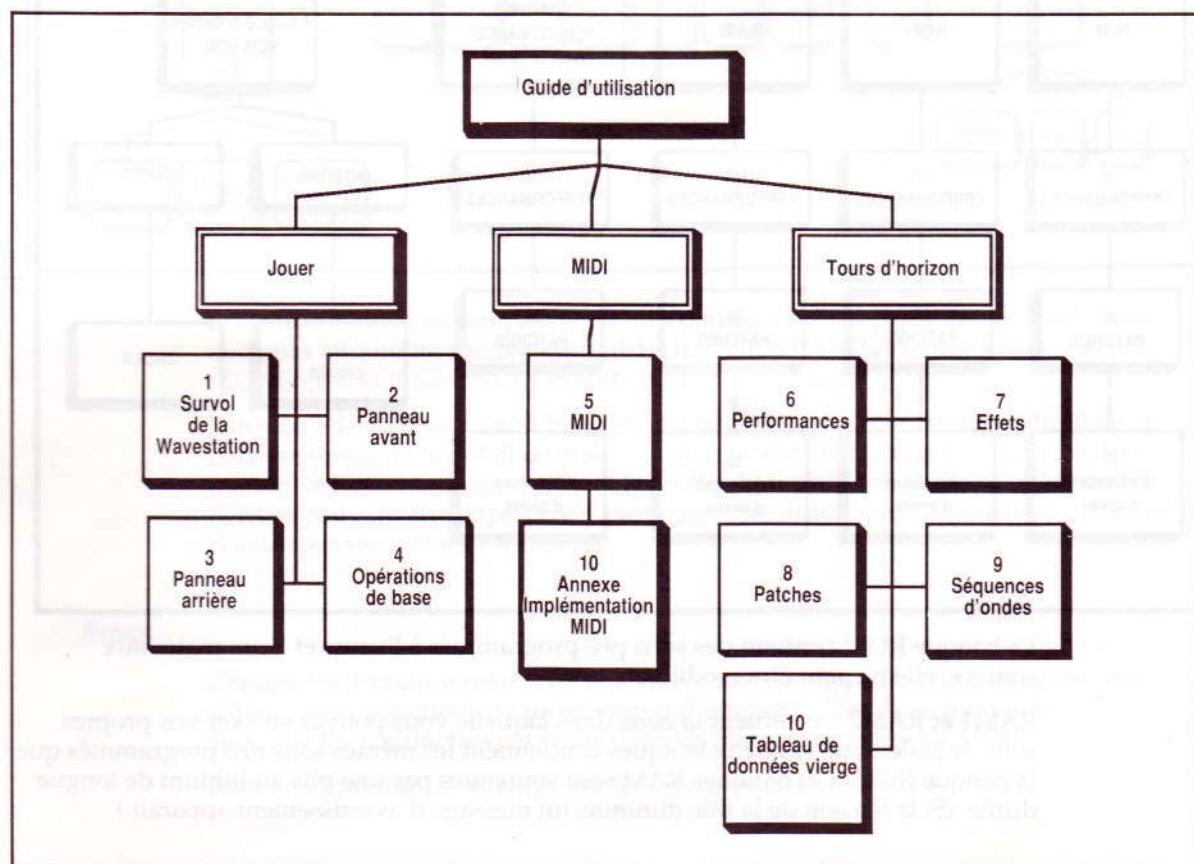 Guide d'utilisation
Jouer
MIDI
Tours d'horizon
1
Survol
de la
Wavestation
2
Panneau
avant
5
MIDI
6
Performances
7
Effets
3
Panneau
arrière
4
Opérations
de base
10
Annexe
Implémentation
MIDI
8
Patches
9
Séquences
d'ondes
10
Tableau de
données vierge